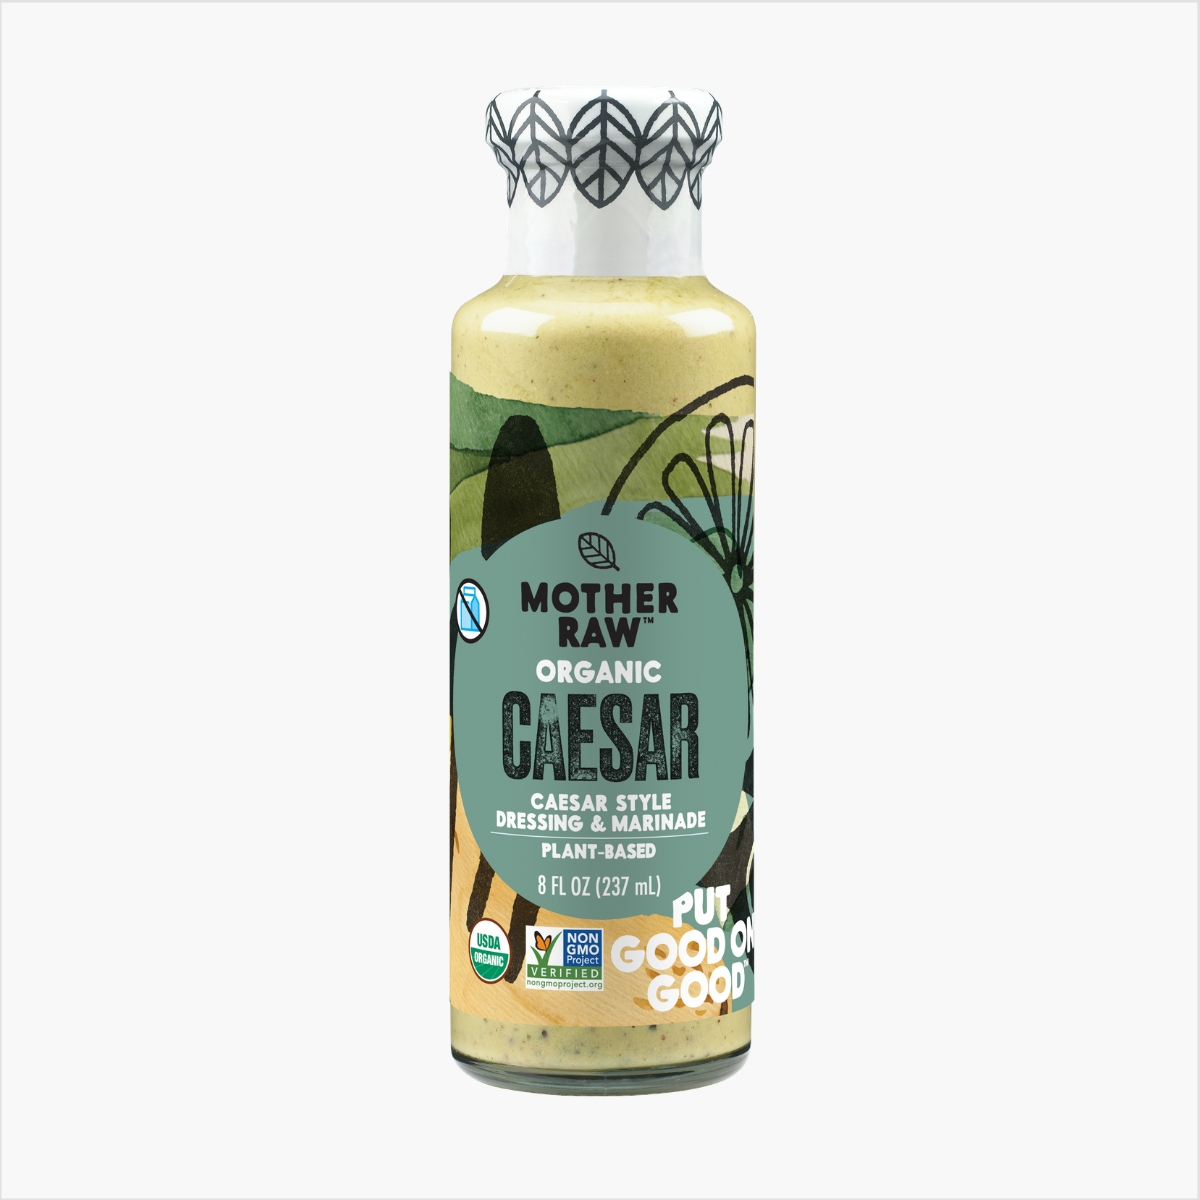 MOTHER
RAW™
ORGANIC
CAESAR
CAESAR STYLE
DRESSING & MARINADE
PLANT-BASED
8 FL OZ (237 mL)
PUT
GOOD ON
GOOD™
USDA
ORGANIC
NON
GMO
Project
VERIFIED
nongmoproject.org